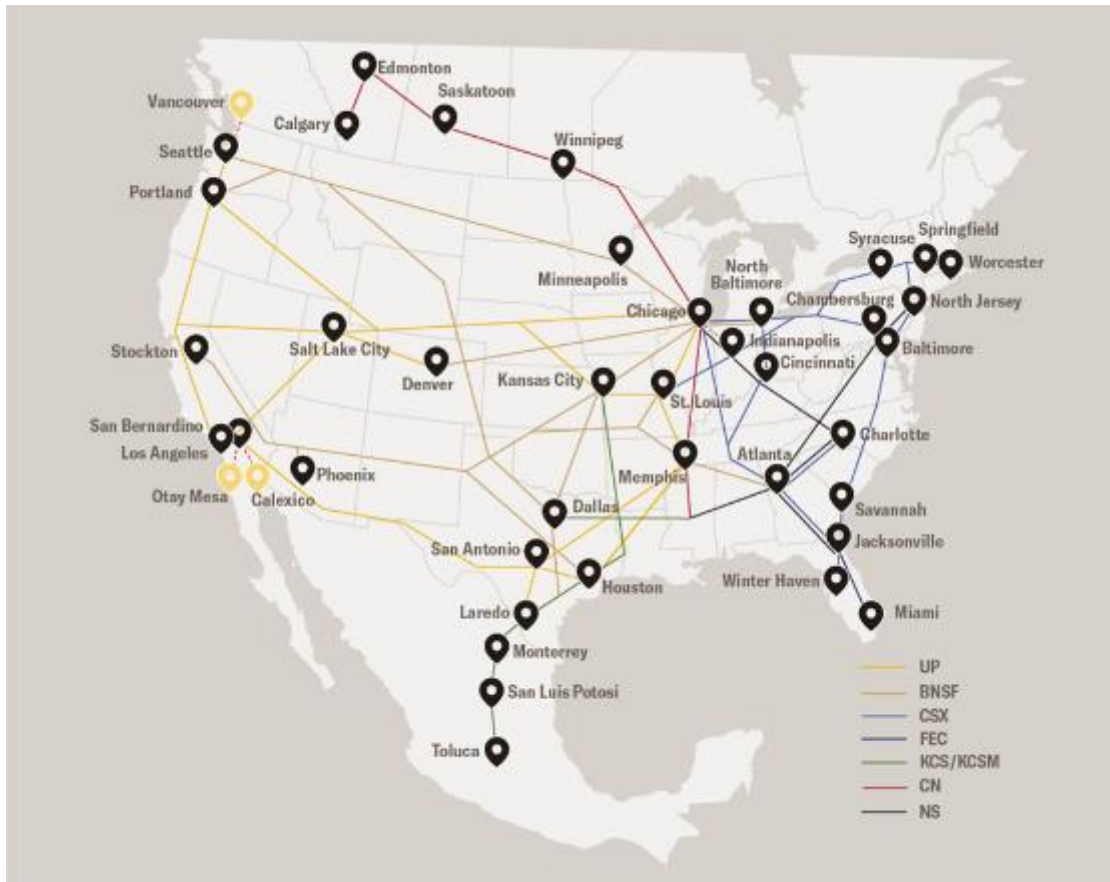 Edmonton
Saskatoon
Vancouver
Calgary
Winnipeg
Seattle
Portland
Syracuse
Springfield
Worcester
Minneapolis
North
Baltimore
Chambersburg
North Jersey
Chicago
Indianapolis
Baltimore
Stockton
Salt Lake City
Denver
Cincinnati
Kansas City
St. Louis
San Bernardino
Los Angeles
Charlotte
Atlanta
Phoenix
Memphis
Otay Mesa
Calexico
Dallas
Savannah
San Antonio
Jacksonville
Houston
Winter Haven
Laredo
Miami
Monterrey
San Luis Potosi
Toluca
UP
BNSF
CSX
FEC
KCS/KCSM
CN
NS